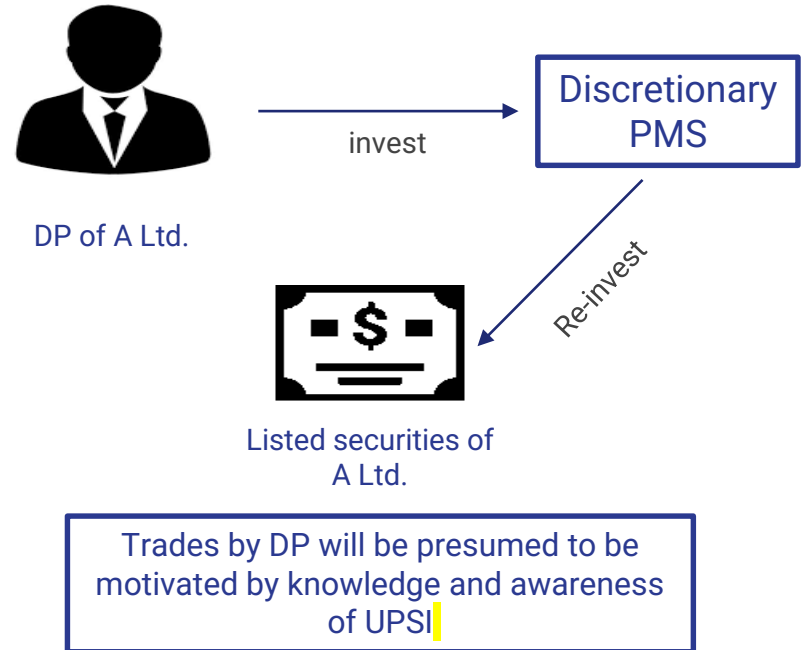 Discretionary
PMS
invest
DP of A Ltd.
Re-invest
$
Listed securities of
A Ltd.
Trades by DP will be presumed to be
motivated by knowledge and awareness
of UPSI